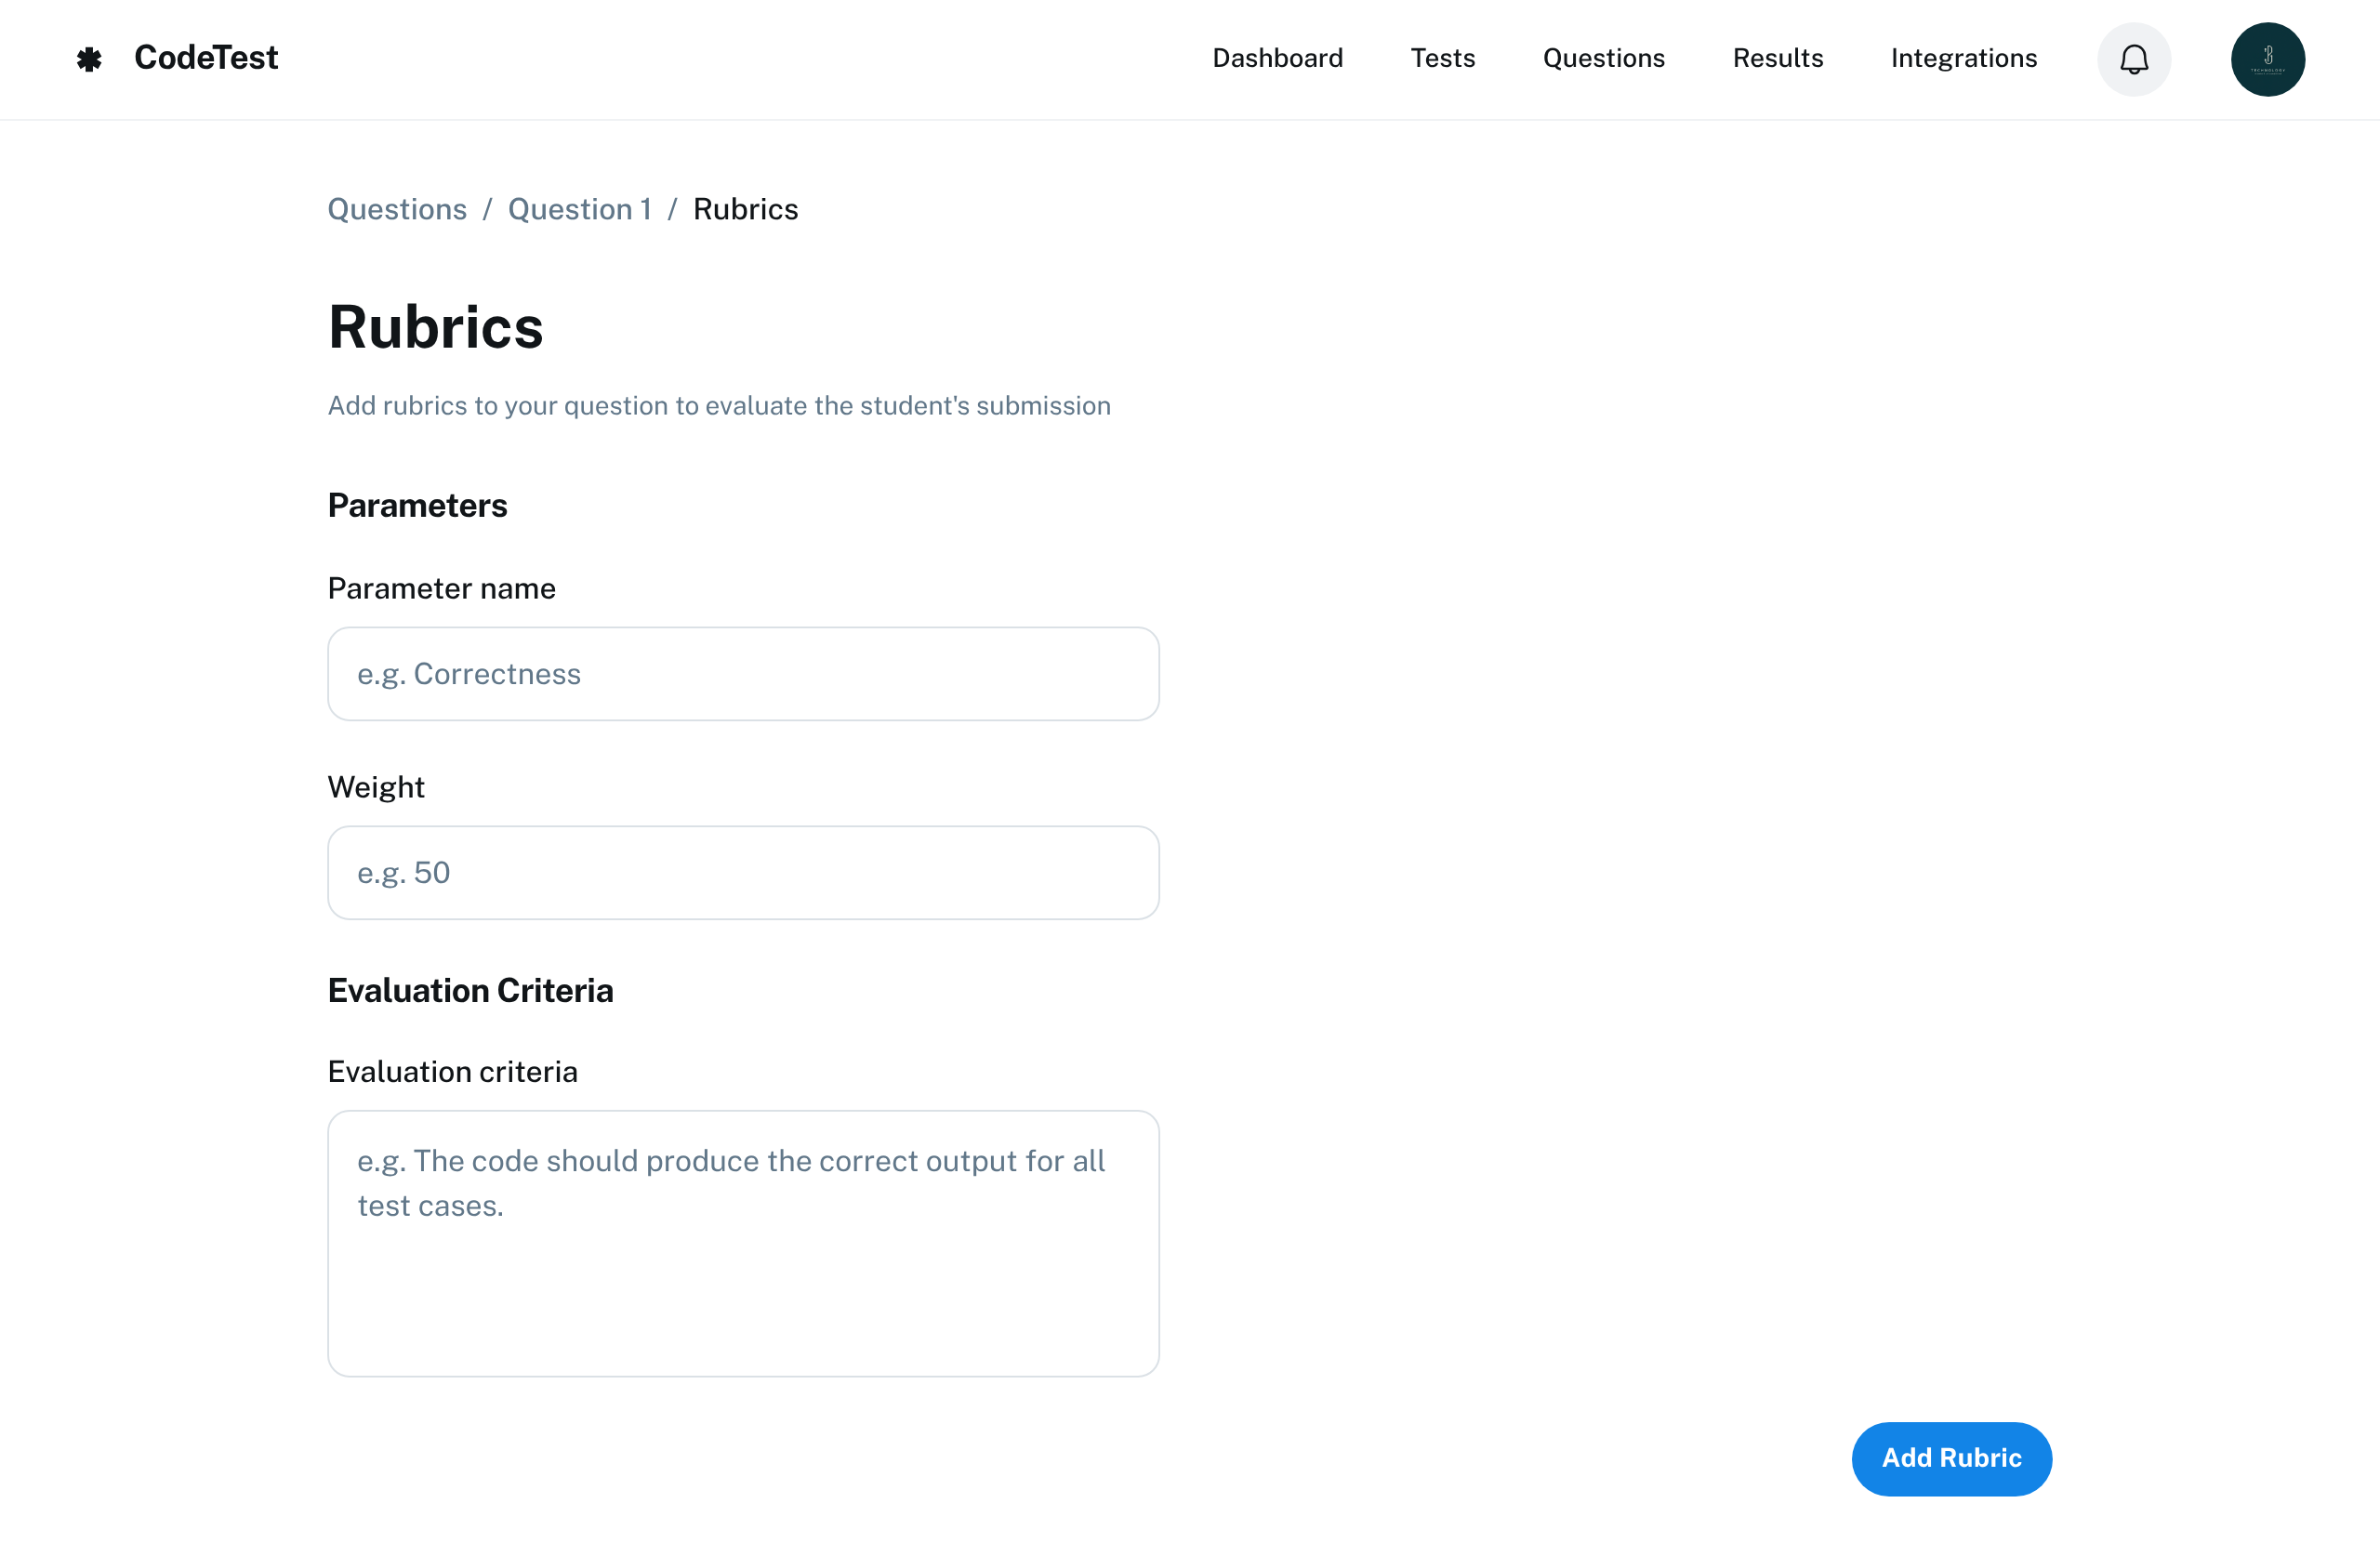 CodeTest
Dashboard
Tests
Questions
Results
Integrations
Questions / Question 1 / Rubrics
Rubrics
Add rubrics to your question to evaluate the student's submission
Parameters
Parameter name
e.g. Correctness
Weight
e.g. 50
Evaluation Criteria
Evaluation criteria
e.g. The code should produce the correct output for all
test cases.
Add Rubric